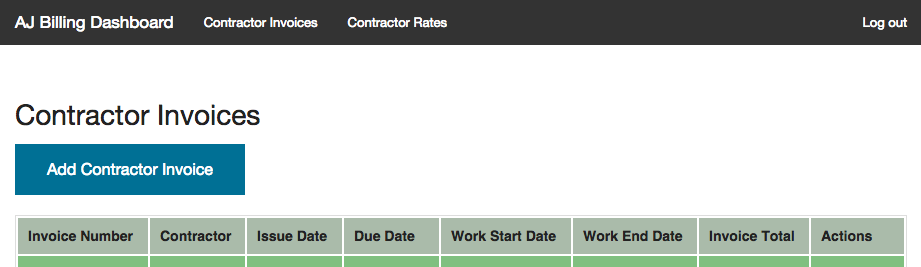 AJ Billing Dashboard Contractor Invoices Contractor Rates Log out
Contractor Invoices
Add Contractor Invoice
Invoice Number Contractor Issue Date Due Date Work Start Date Work End Date Invoice Total Actions